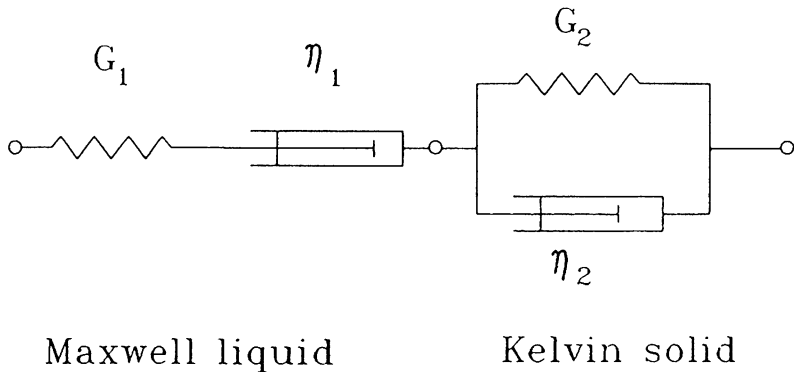 G₁
η₁
G₂
η₂
Maxwell liquid
Kelvin solid